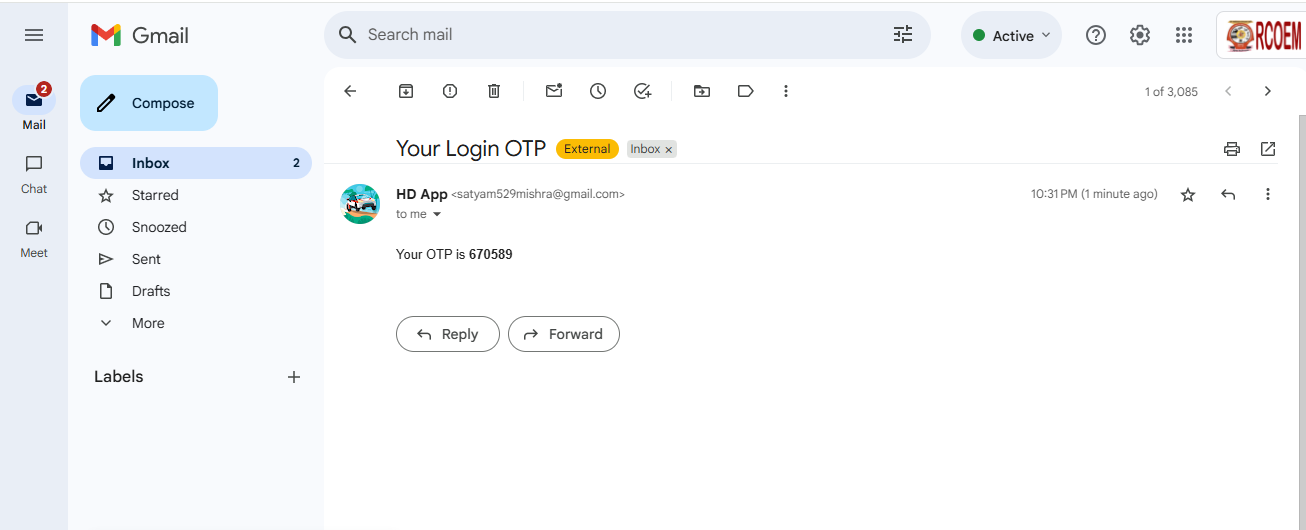 Gmail
Search mail
Active
RCOEM
2
Mail
Chat
Meet
Compose
Inbox 2
Starred
Snoozed
Sent
Drafts
More
Labels
1 of 3,085
Your Login OTP External Inbox ×
HD App <satyam529mishra@gmail.com> 10:31 PM (1 minute ago)
to me
Your OTP is 670589
Reply Forward